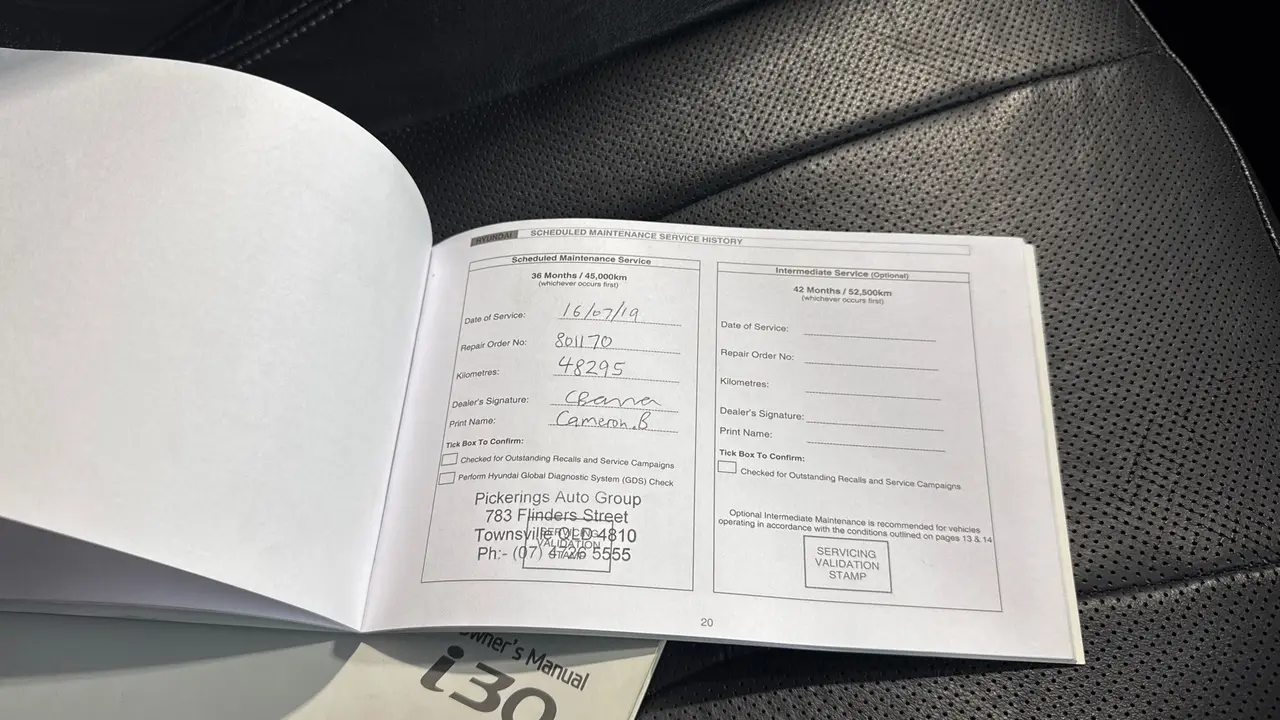 HYUNDAI SCHEDULED MAINTENANCE SERVICE HISTORY
Scheduled Maintenance Service
36 Months / 45,000km
(whichever occurs first)
Date of Service: 16/07/19
Repair Order No: 801170
Kilometres: 48295
Dealer's Signature:
Print Name: Cameron.B
Tick Box To Confirm:
Checked for Outstanding Recalls and Service Campaigns
Perform Hyundai Global Diagnostic System (GDS) Check
Pickerings Auto Group
783 Flinders Street
Townsville QLD 4810
Ph:- (07) 4726 5555
SERVICING
VALIDATION
STAMP
Intermediate Service (Optional)
42 Months / 52,500km
(whichever occurs first)
Date of Service:
Repair Order No:
Kilometres:
Dealer's Signature:
Print Name:
Tick Box To Confirm:
Checked for Outstanding Recalls and Service Campaigns
Optional Intermediate Maintenance is recommended for vehicles
operating in accordance with the conditions outlined on pages 13 & 14
SERVICING
VALIDATION
STAMP
20
Owner's Manual
i30